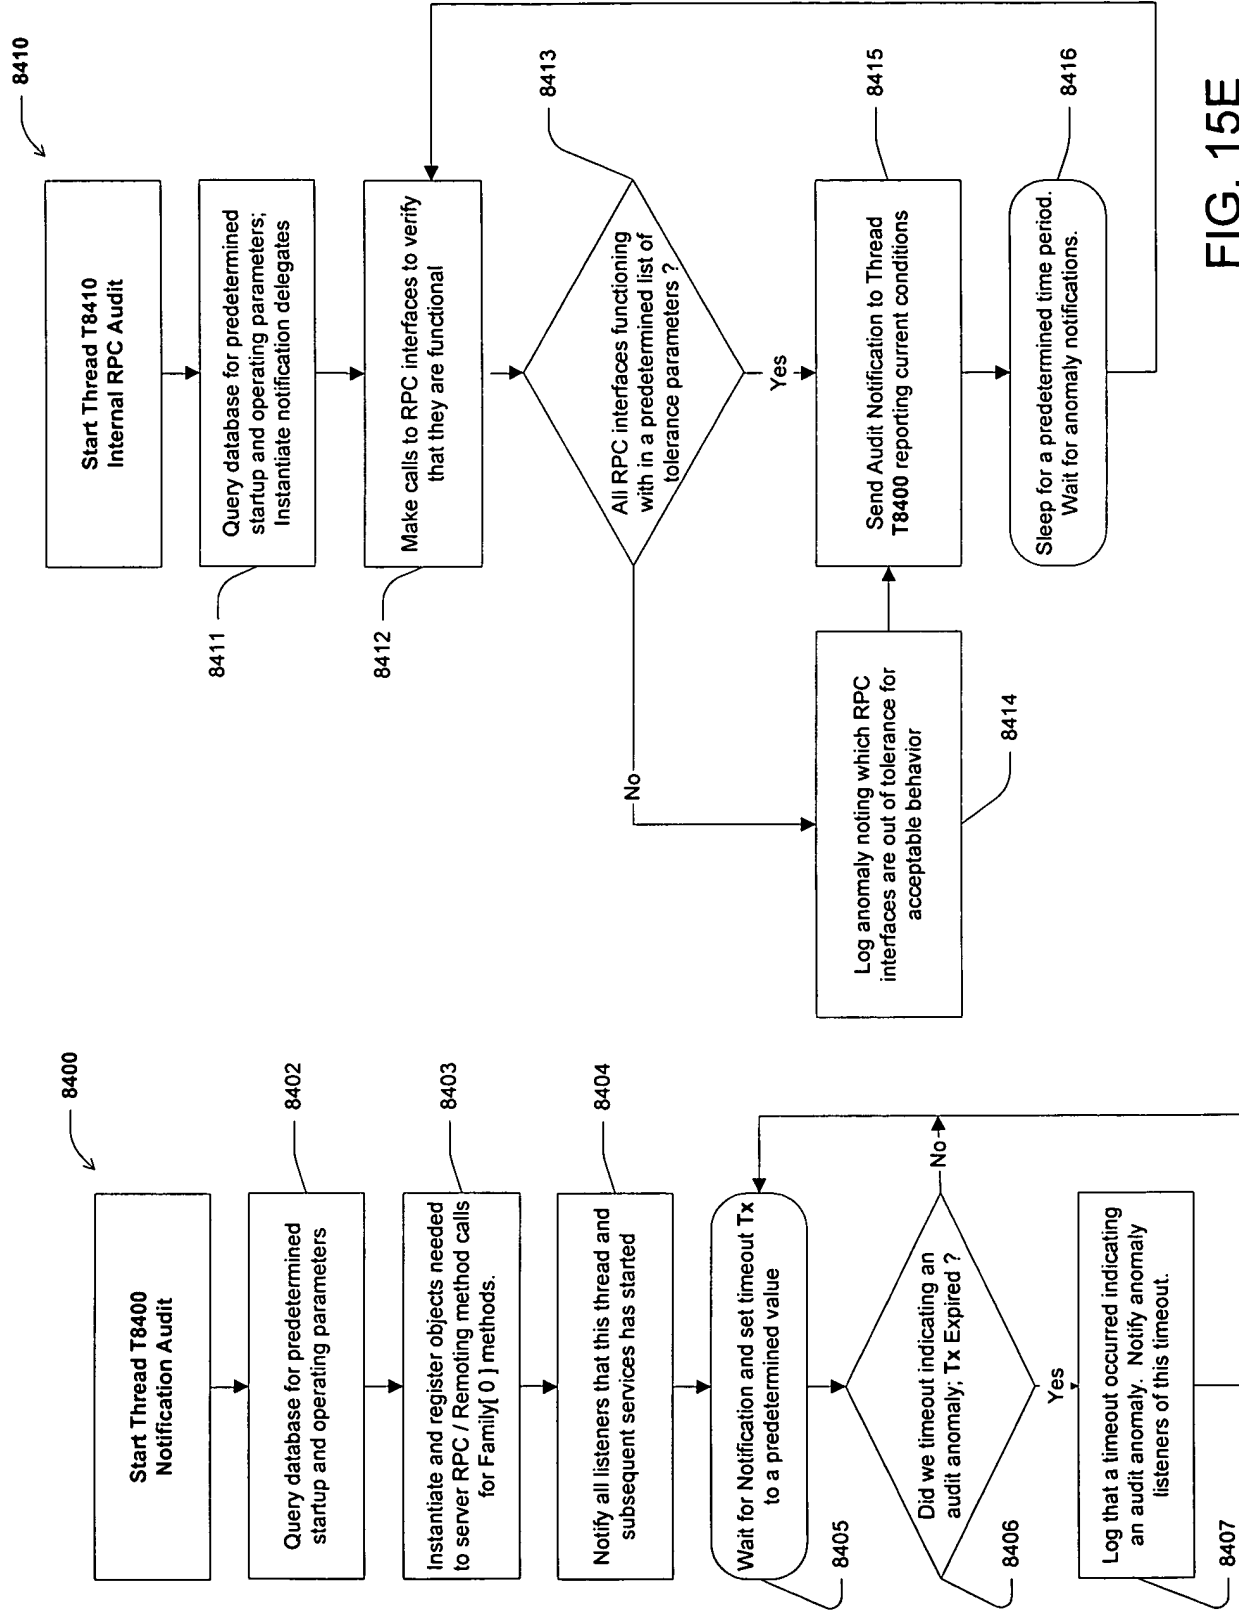 8400
Start Thread T8400
Notification Audit
Query database for predetermined
startup and operating parameters
8402
Instantiate and register objects needed
to server RPC / Remoting method calls
for Family[ 0 ] methods.
8403
Notify all listeners that this thread and
subsequent services has started
8404
Wait for Notification and set timeout Tx
to a predetermined value
8405
Did we timeout indicating an
audit anomaly; Tx Expired ?
8406
No
Yes
Log that a timeout occurred indicating
an audit anomaly. Notify anomaly
listeners of this timeout.
8407
8410
Start Thread T8410
Internal RPC Audit
Query database for predetermined
startup and operating parameters;
Instantiate notification delegates
8411
Make calls to RPC interfaces to verify
that they are functional
8412
All RPC interfaces functioning
with in a predetermined list of
tolerance parameters ?
8413
No
Yes
Log anomaly noting which RPC
interfaces are out of tolerance for
acceptable behavior
8414
Send Audit Notification to Thread
T8400 reporting current conditions
8415
Sleep for a predetermined time period.
Wait for anomaly notifications.
8416
FIG. 15E